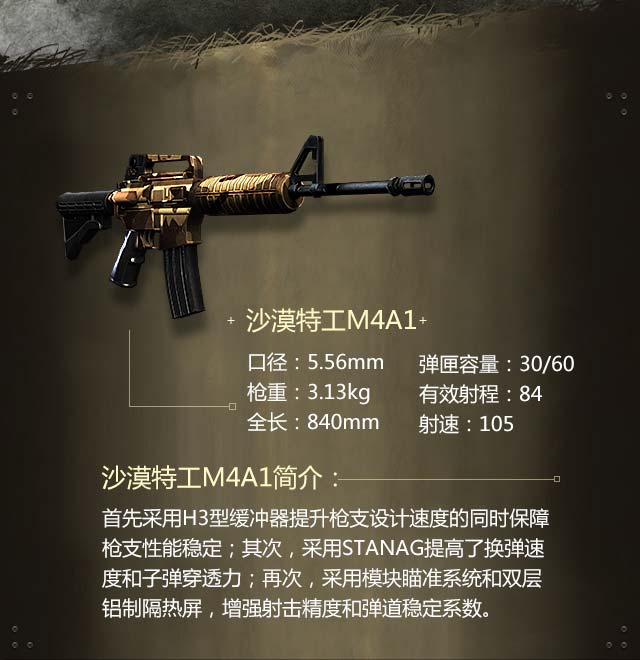 沙漠特工M4A1
口径：5.56mm
弹匣容量：30/60
枪重：3.13kg
有效射程：84
全长：840mm
射速：105
沙漠特工M4A1简介：
首先采用H3型缓冲器提升枪支设计速度的同时保障
枪支性能稳定；其次，采用STANAG提高了换弹速
度和子弹穿透力；再次，采用模块瞄准系统和双层
铝制隔热屏，增强射击精度和弹道稳定系数。